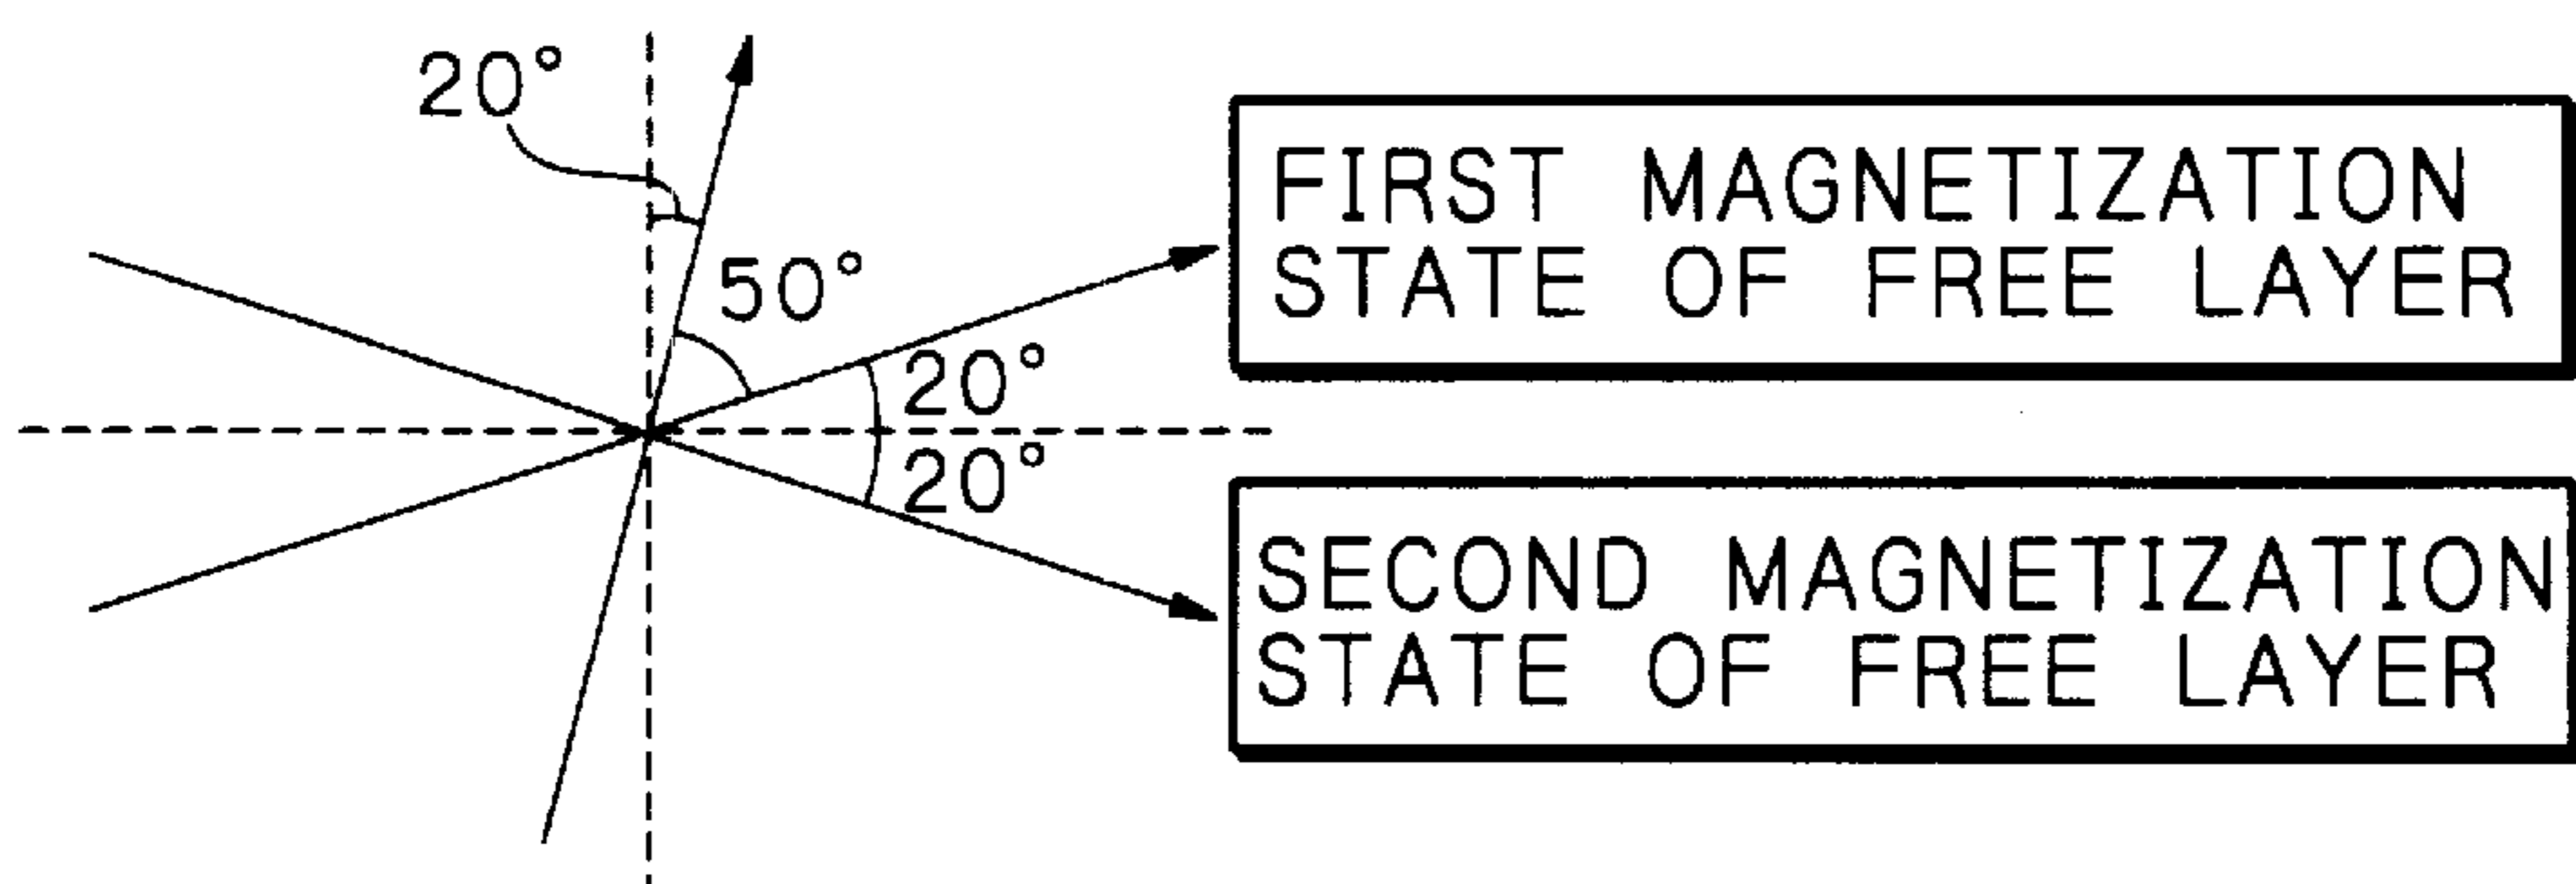 20°
50°
20°
20°
FIRST MAGNETIZATION
STATE OF FREE LAYER
SECOND MAGNETIZATION
STATE OF FREE LAYER